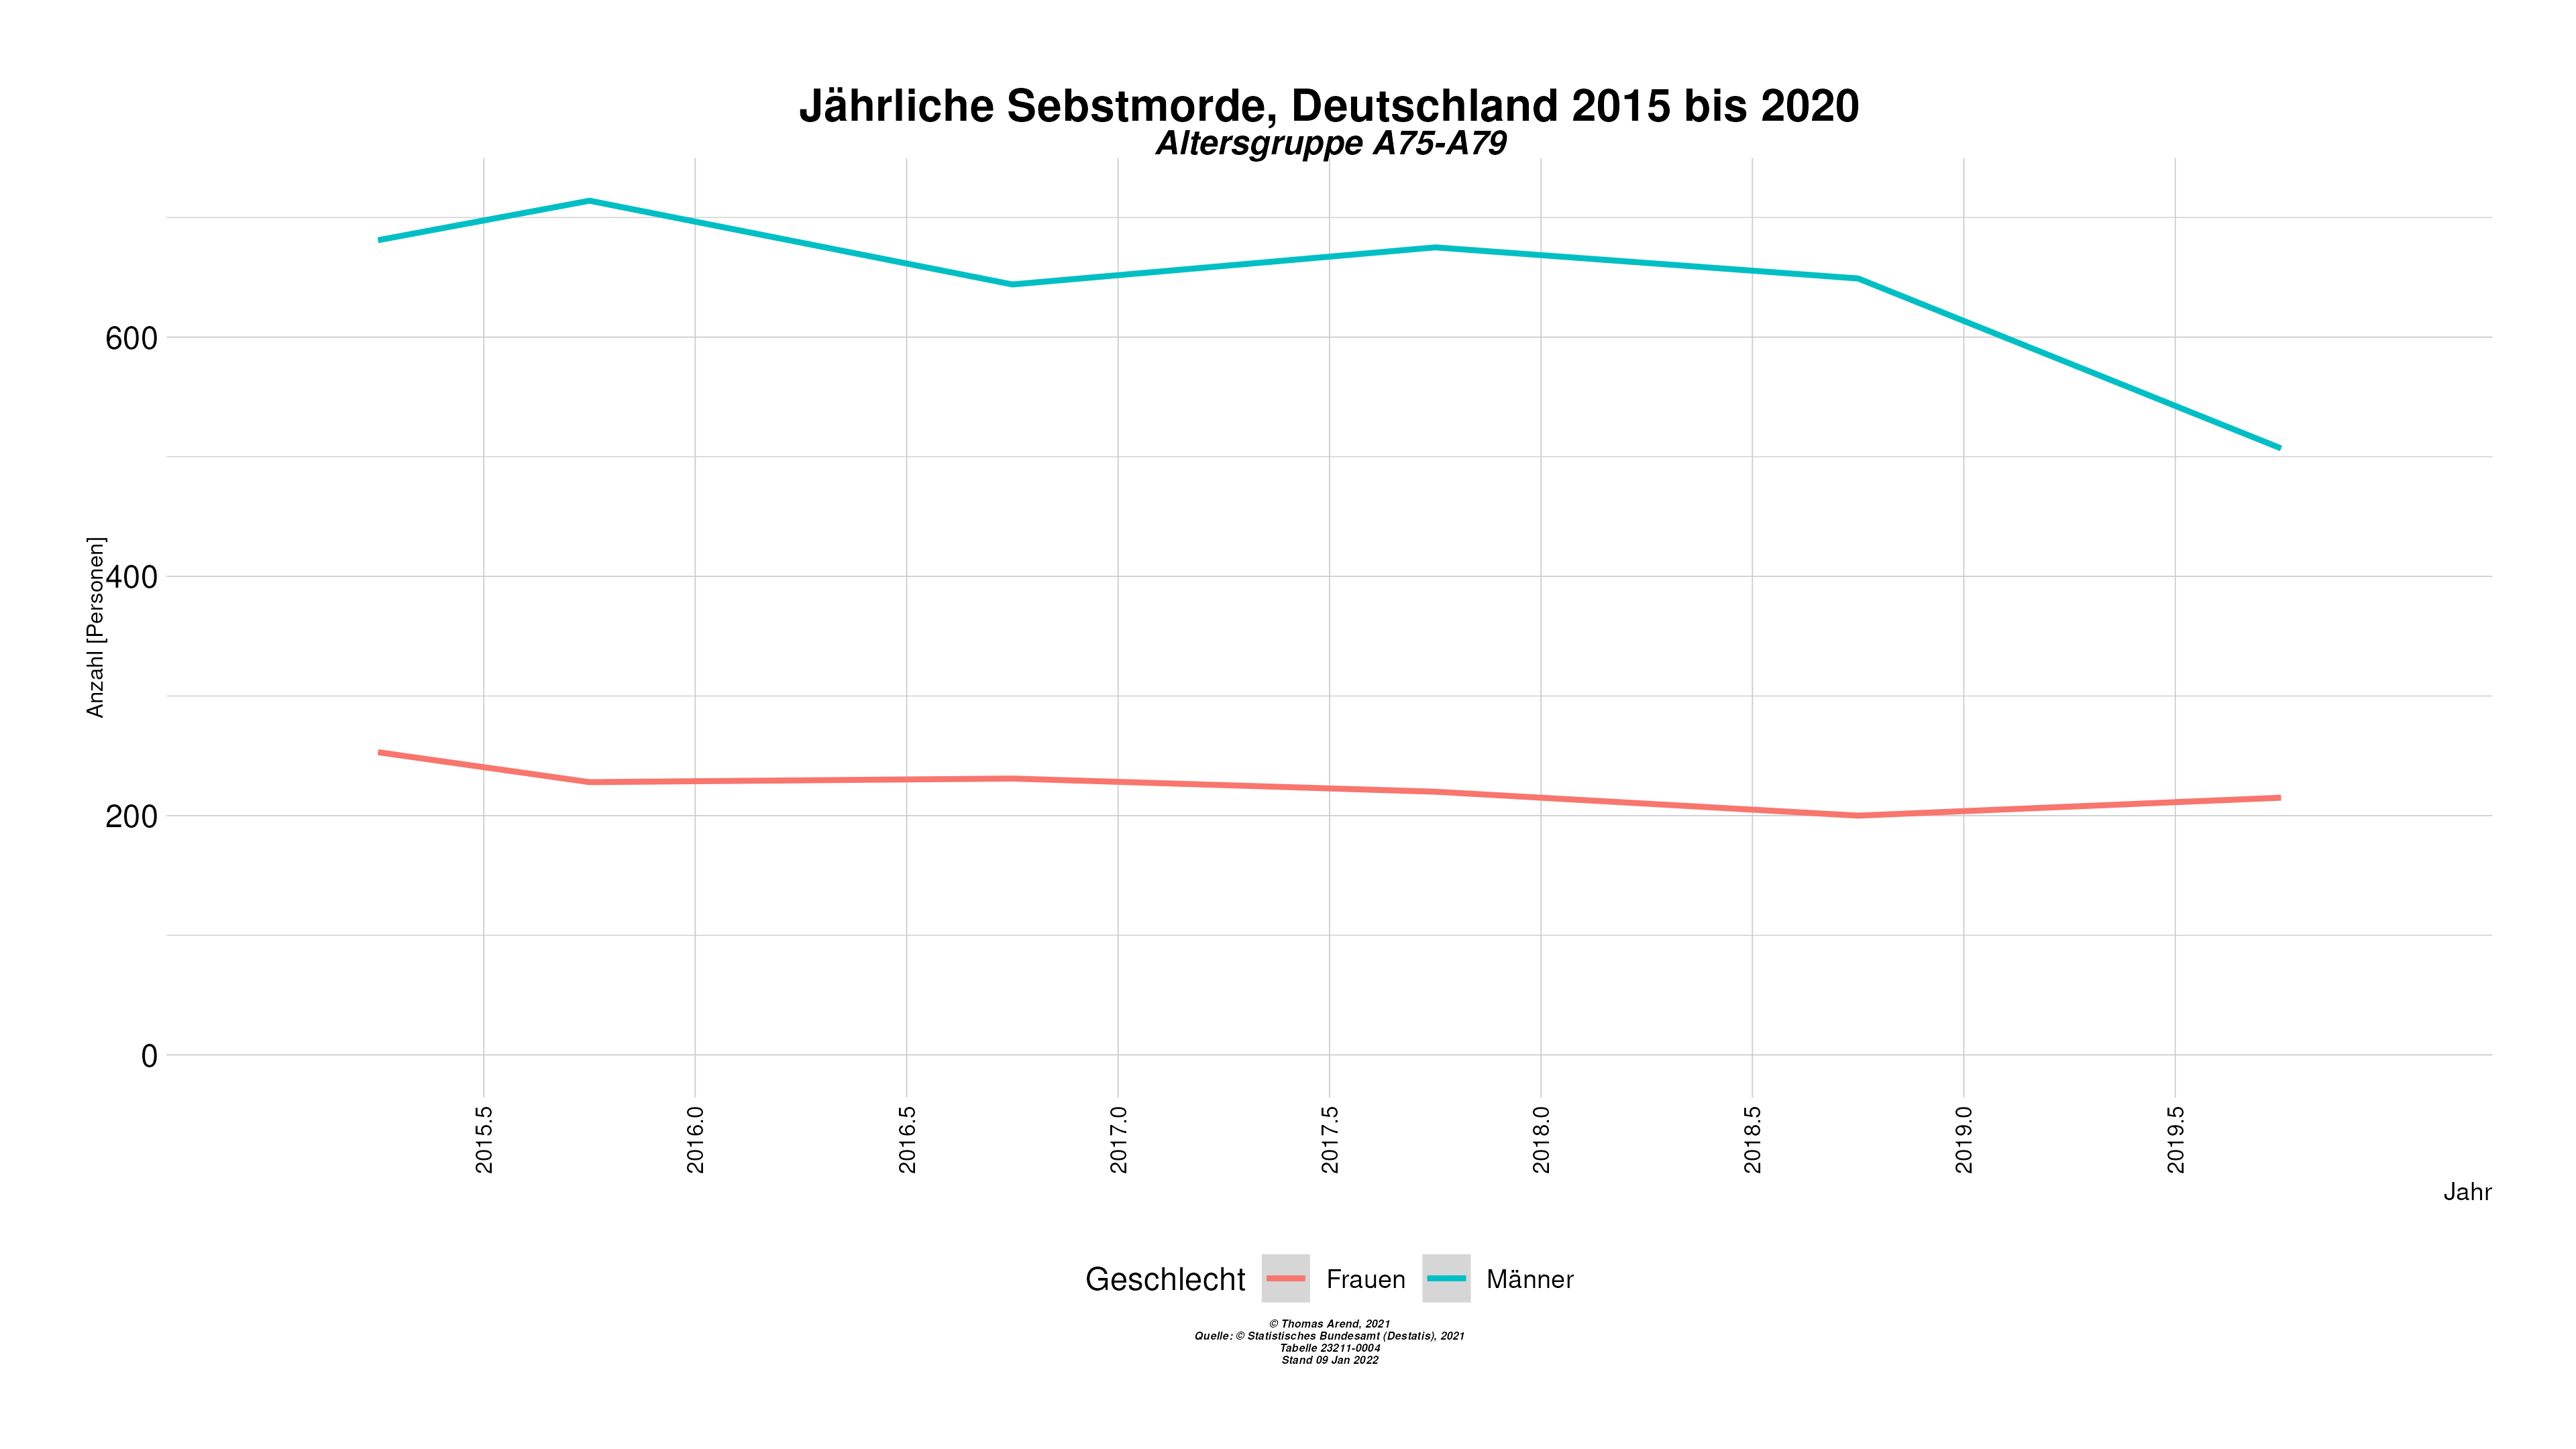 Jährliche Sebstmorde, Deutschland 2015 bis 2020
Altersgruppe A75-A79
Anzahl [Personen]
600
400
200
0
2015.5
2016.0
2016.5
2017.0
2017.5
2018.0
2018.5
2019.0
2019.5
Jahr
Geschlecht Frauen Männer
© Thomas Arend, 2021
Quelle: © Statistisches Bundesamt (Destatis), 2021
Tabelle 23211-0004
Stand 09 Jan 2022